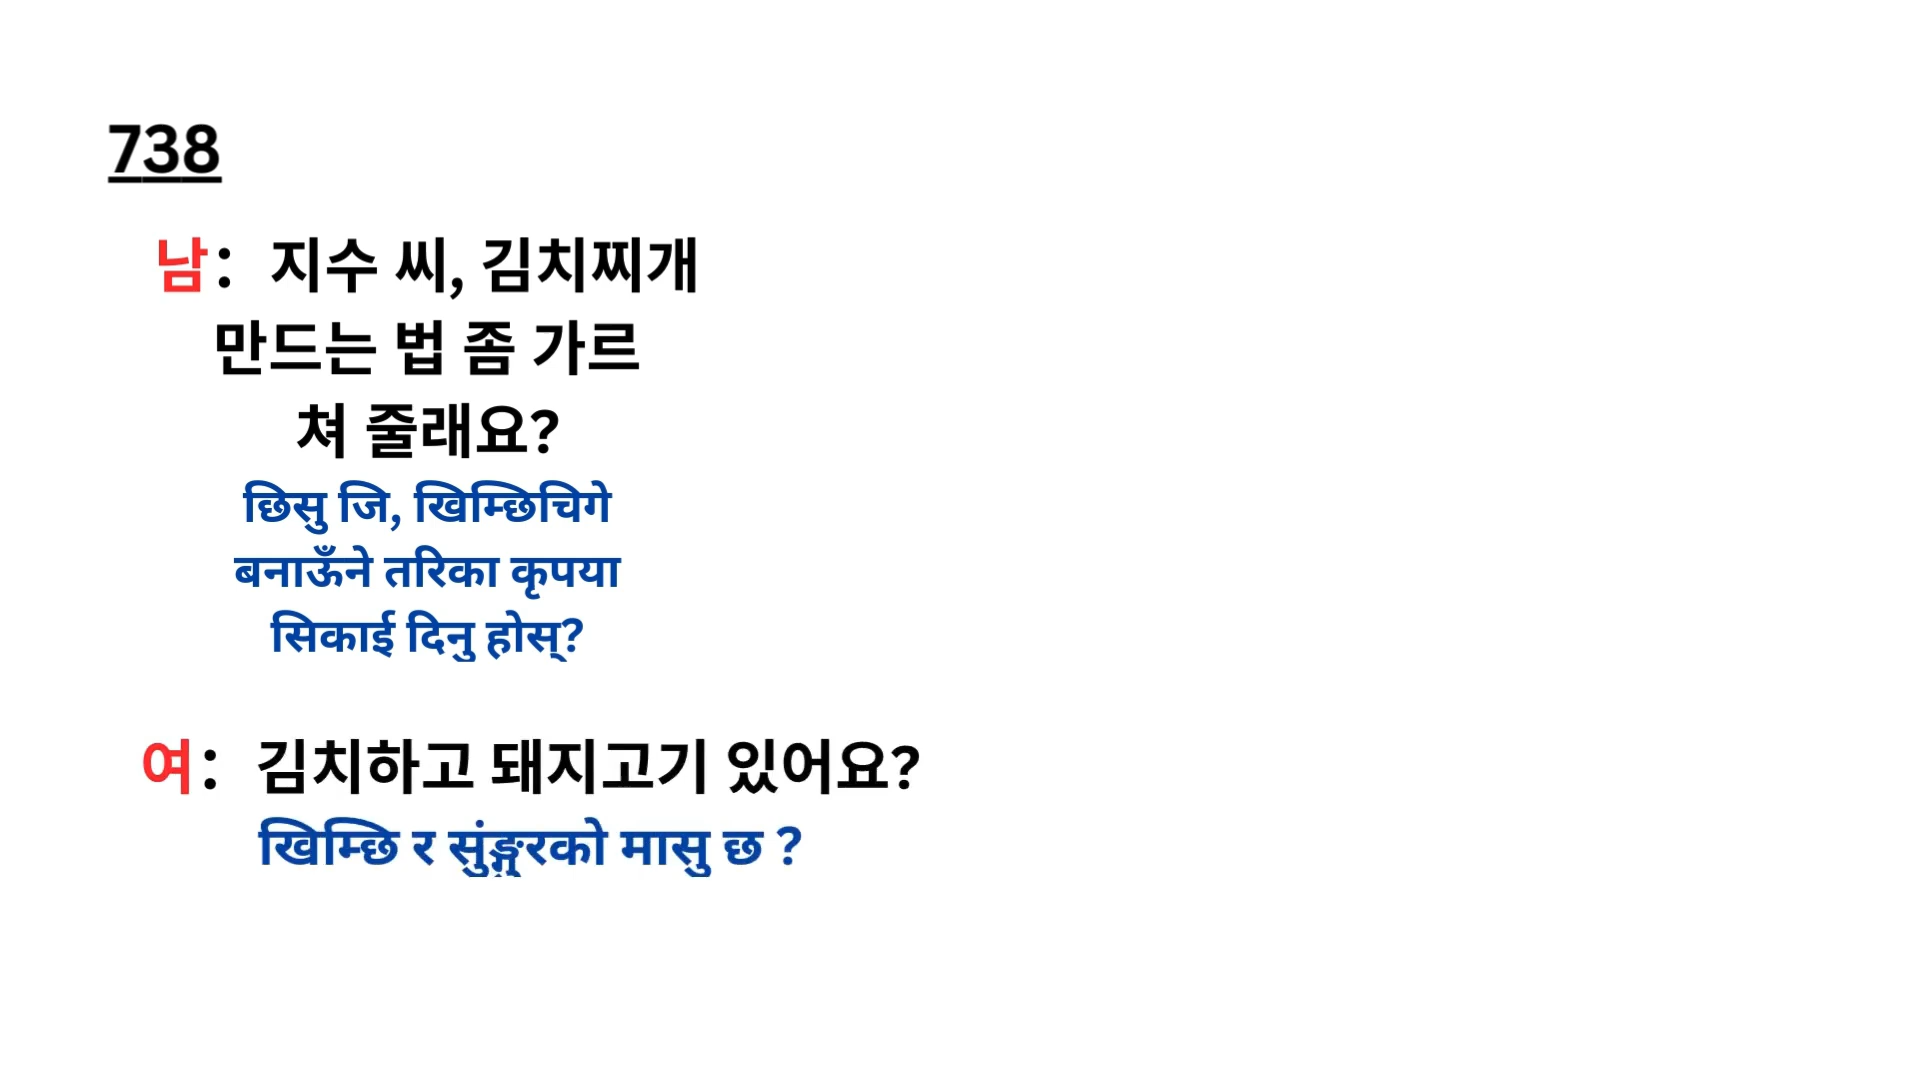 738
남: 지수 씨, 김치찌개
만드는 법 좀 가르
쳐 줄래요?
छिसु जि, खिम्छिचिगे
बनाऊँने तरिका कृपया
सिकाई दिनु होस्?
여: 김치하고 돼지고기 있어요?
खिम्छि र सुंङ्गुरको मासु छ ?